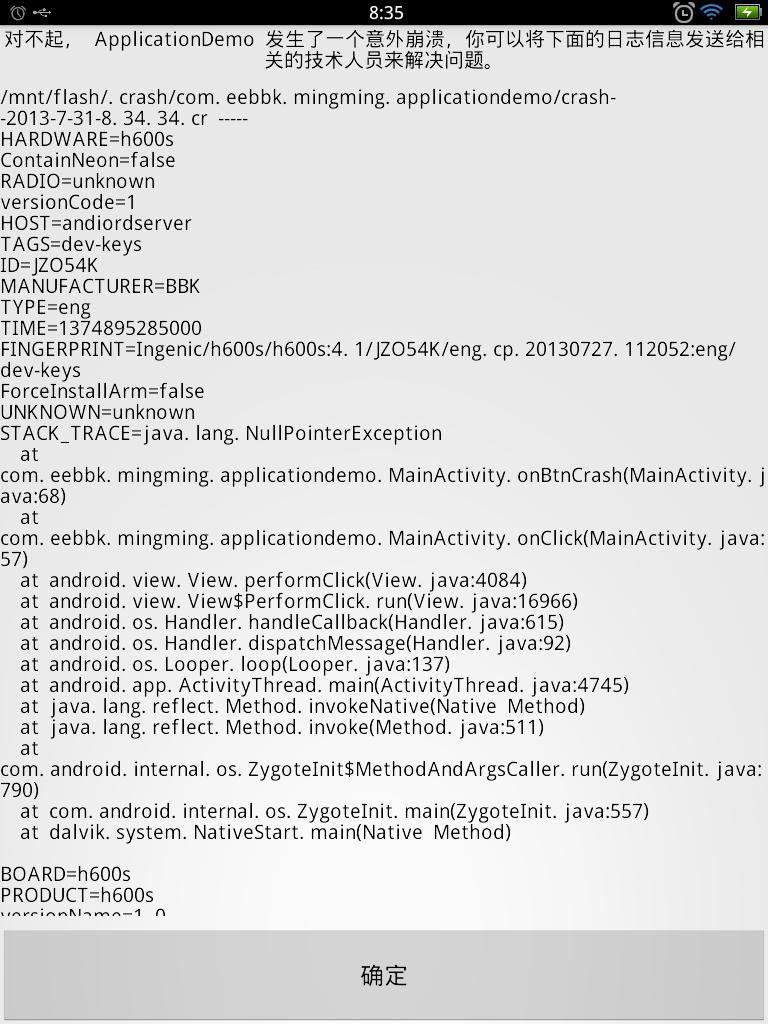 8:35
对不起， ApplicationDemo 发生了一个意外崩溃，你可以将下面的日志信息发送给相
关的技术人员来解决问题。
/mnt/flash/. crash/com. eebbk. mingming. applicationdemo/crash-
-2013-7-31-8. 34. 34. cr -----
HARDWARE=h600s
ContainNeon=false
RADIO=unknown
versionCode=1
HOST=andiordserver
TAGS=dev-keys
ID=JZO54K
MANUFACTURER=BBK
TYPE=eng
TIME=1374895285000
FINGERPRINT=Ingenic/h600s/h600s:4. 1/JZO54K/eng. cp. 20130727. 112052:eng/
dev-keys
ForceInstallArm=false
UNKNOWN=unknown
STACK_TRACE=java. lang. NullPointerException
at
com. eebbk. mingming. applicationdemo. MainActivity. onBtnCrash(MainActivity. j
ava:68)
at
com. eebbk. mingming. applicationdemo. MainActivity. onClick(MainActivity. java:
57)
at android. view. View. performClick(View. java:4084)
at android. view. View$PerformClick. run(View. java:16966)
at android. os. Handler. handleCallback(Handler. java:615)
at android. os. Handler. dispatchMessage(Handler. java:92)
at android. os. Looper. loop(Looper. java:137)
at android. app. ActivityThread. main(ActivityThread. java:4745)
at java. lang. reflect. Method. invokeNative(Native Method)
at java. lang. reflect. Method. invoke(Method. java:511)
at
com. android. internal. os. ZygoteInit$MethodAndArgsCaller. run(ZygoteInit. java:
790)
at com. android. internal. os. ZygoteInit. main(ZygoteInit. java:557)
at dalvik. system. NativeStart. main(Native Method)
BOARD=h600s
PRODUCT=h600s
versionName=1. 0
确定